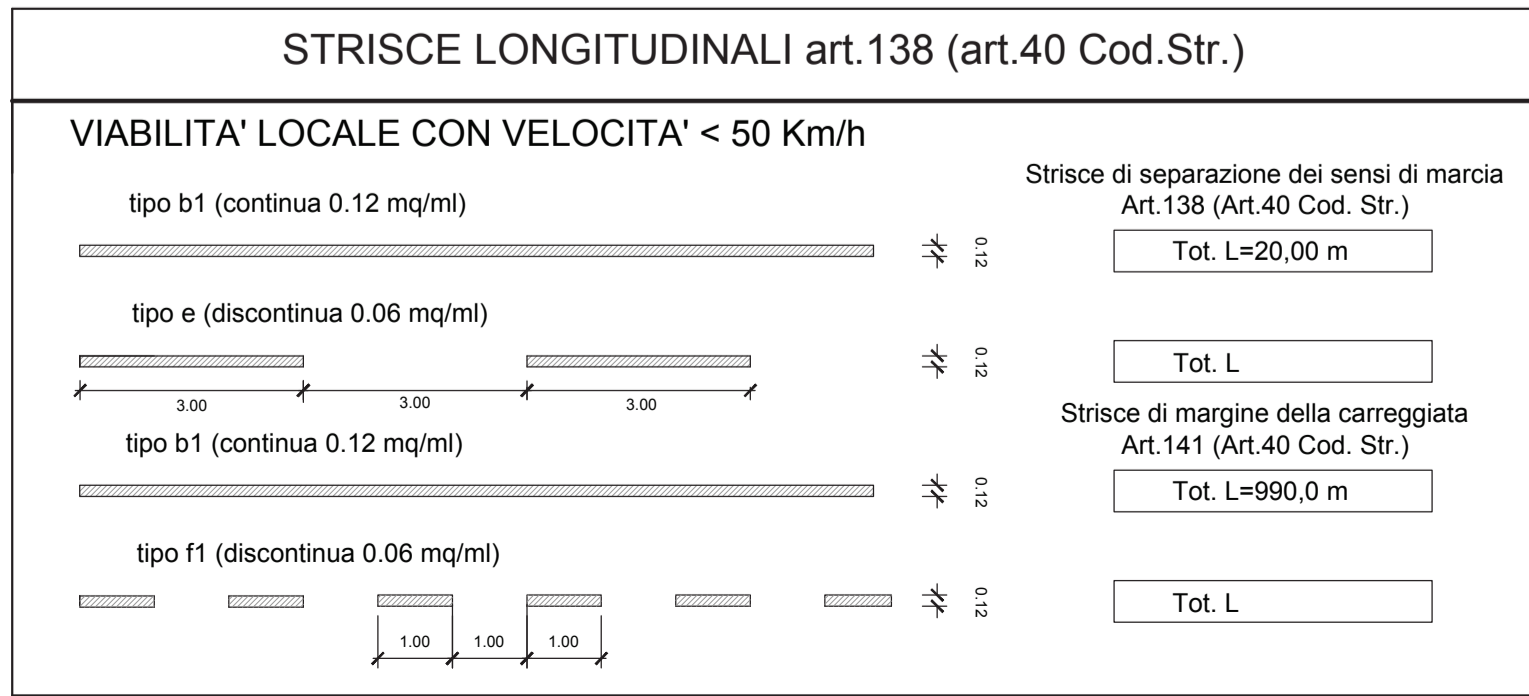 STRISCE LONGITUDINALI art.138 (art.40 Cod.Str.)
VIABILITA' LOCALE CON VELOCITA' < 50 Km/h
tipo b1 (continua 0.12 mq/ml)
0.12
Strisce di separazione dei sensi di marcia
Art.138 (Art.40 Cod. Str.)
Tot. L=20,00 m
tipo e (discontinua 0.06 mq/ml)
3.00
3.00
3.00
0.12
Tot. L
tipo b1 (continua 0.12 mq/ml)
0.12
Strisce di margine della carreggiata
Art.141 (Art.40 Cod. Str.)
Tot. L=990,0 m
tipo f1 (discontinua 0.06 mq/ml)
1.00
1.00
1.00
0.12
Tot. L